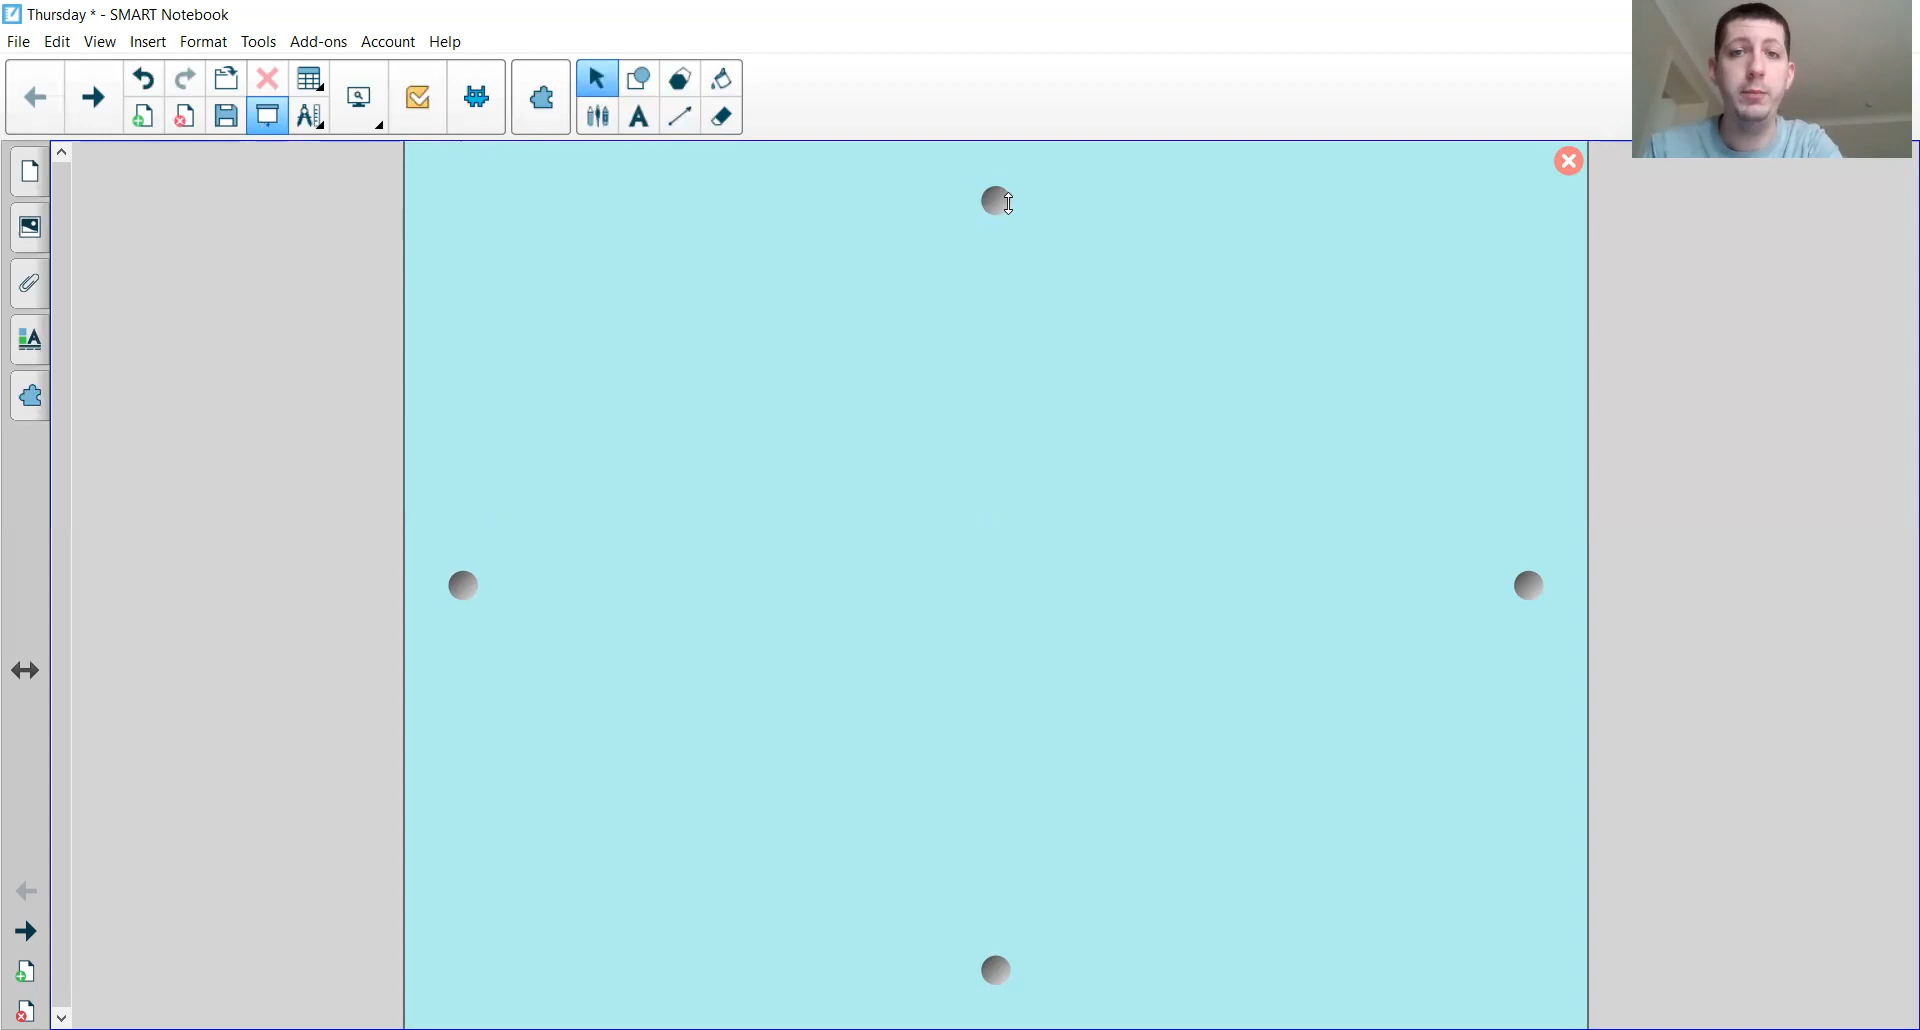 Thursday * - SMART Notebook
File Edit View Insert Format Tools Add-ons Account Help